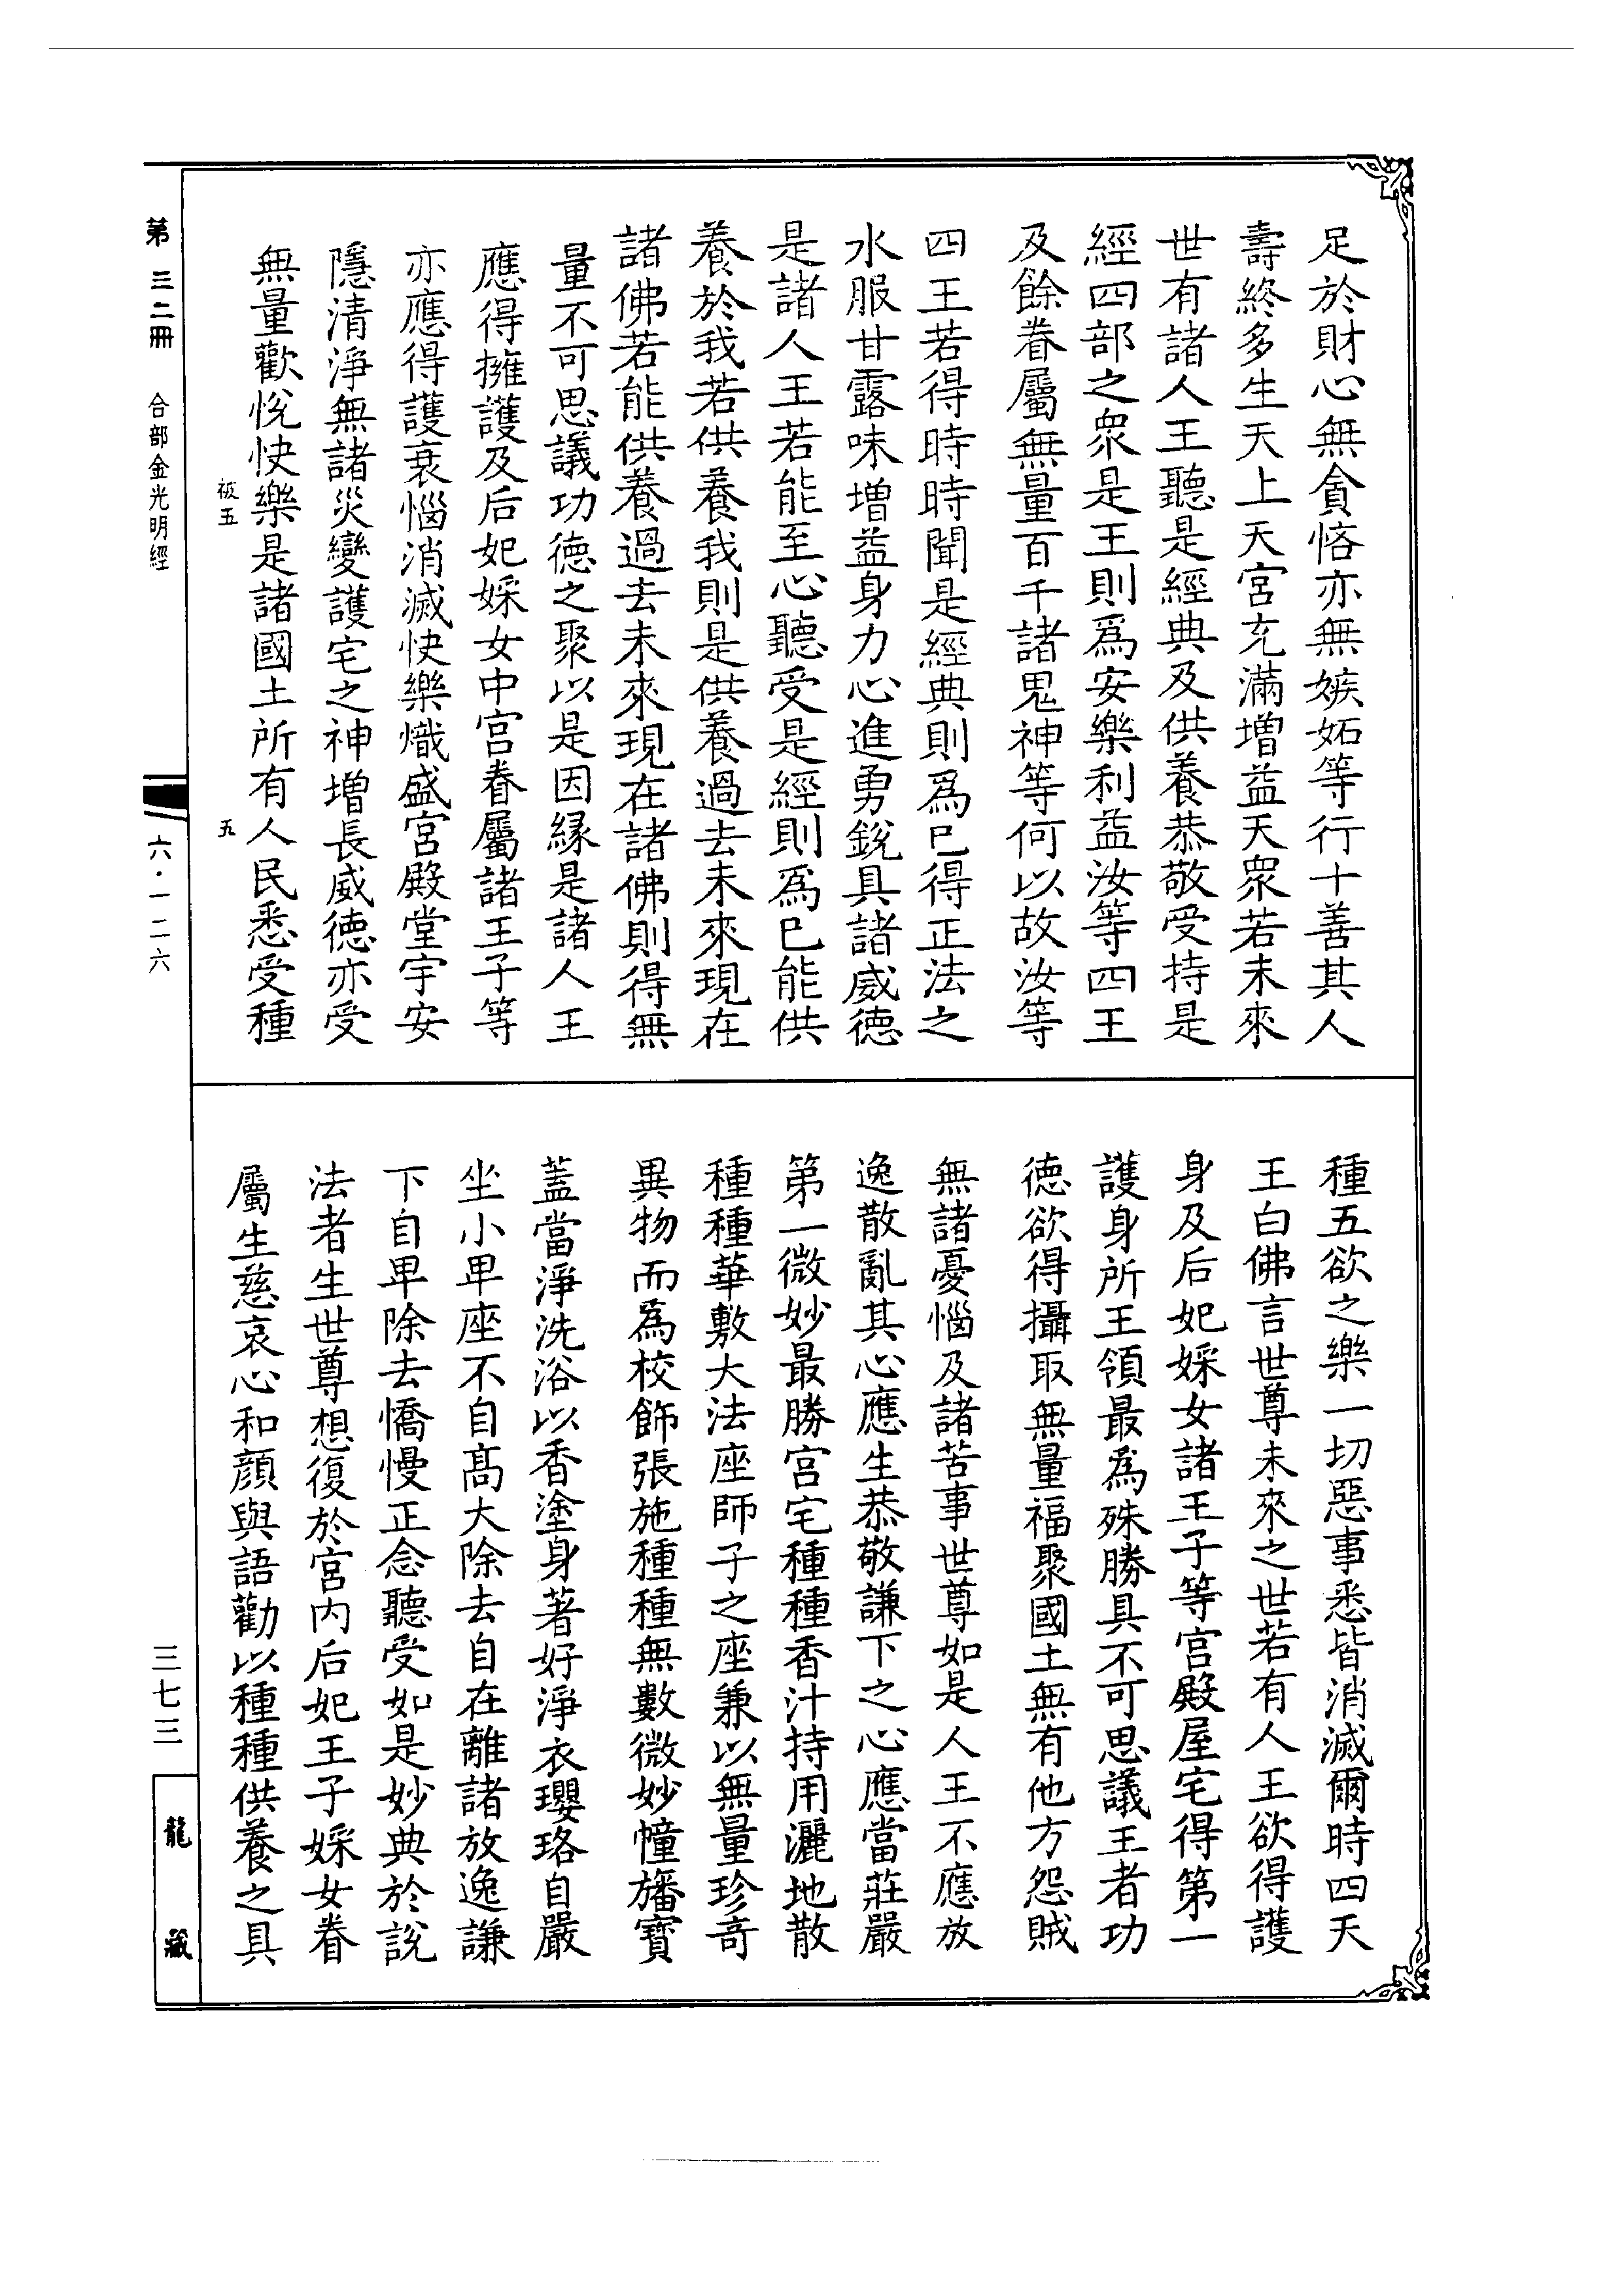 足於財心無貪悋亦無嫉妬等行十善其人
壽終多生天上天宮充滿增益天眾若未來
世有諸人王聽是經典及供養恭敬受持是
經四部之眾是王則爲安樂利益汝等四王
及餘眷屬無量百千諸鬼神等何以故汝等
四王若得時時聞是經典則爲已得正法之
水服甘露味增益身力心進勇銳具諸威德
是諸人王若能至心聽受是經則爲已能供
養於我若供養我則是供養過去未來現在
諸佛若能供養過去未來現在諸佛則得無
量不可思議功德之聚以是因緣是諸人王
應得擁護及后妃婇女中宮眷屬諸王子等
亦應得護衰惱消滅快樂熾盛宮殿堂宇安
隱清淨無諸災變護宅之神增長威德亦受
無量歡悅快樂是諸國土所有人民悉受種
種五欲之樂一切惡事悉皆消滅爾時四天
王白佛言世尊未來之世若有人王欲得護
身及后妃婇女諸王子等宮殿屋宅得第一
護身所王領最爲殊勝具不可思議王者功
德欲得攝取無量福聚國土無有他方怨賊
無諸憂惱及諸苦事世尊如是人王不應放
逸散亂其心應生恭敬謙下之心應當莊嚴
第一微妙最勝宮宅種種香汁持用灑地散
種種華敷大法座師子之座兼以無量珍奇
異物而爲校飾張施種種無數微妙幢旛寶
蓋當淨洗浴以香塗身著好淨衣瓔珞自嚴
坐小卑座不自高大除去自在離諸放逸謙
下自卑除去憍慢正念聽受如是妙典於說
法者生世尊想復於宮內后妃王子婇女眷
屬生慈哀心和顏與語勸以種種供養之具
被五
五
第三二冊
合部金光明經
六·一二六
三七三
龍藏